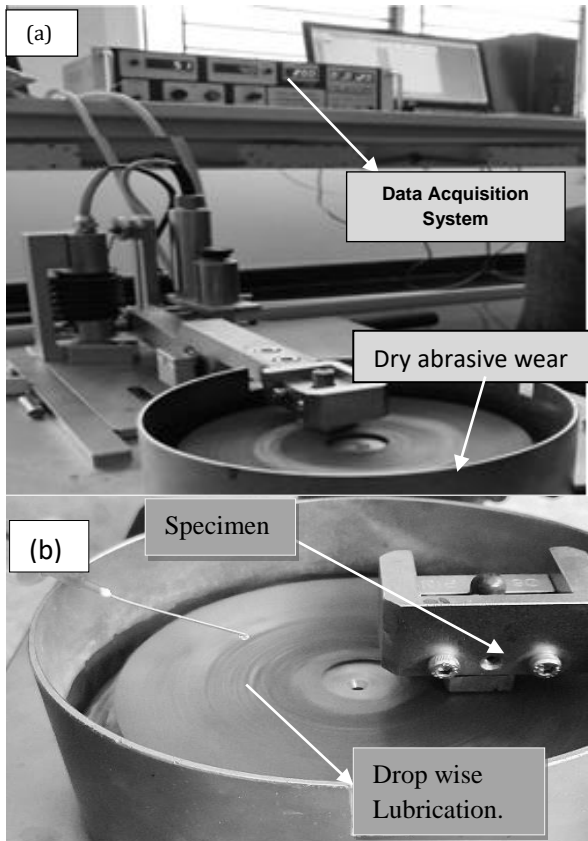 (a)
Data Acquisition
System
Dry abrasive wear
Specimen
(b)
Drop wise
Lubrication.